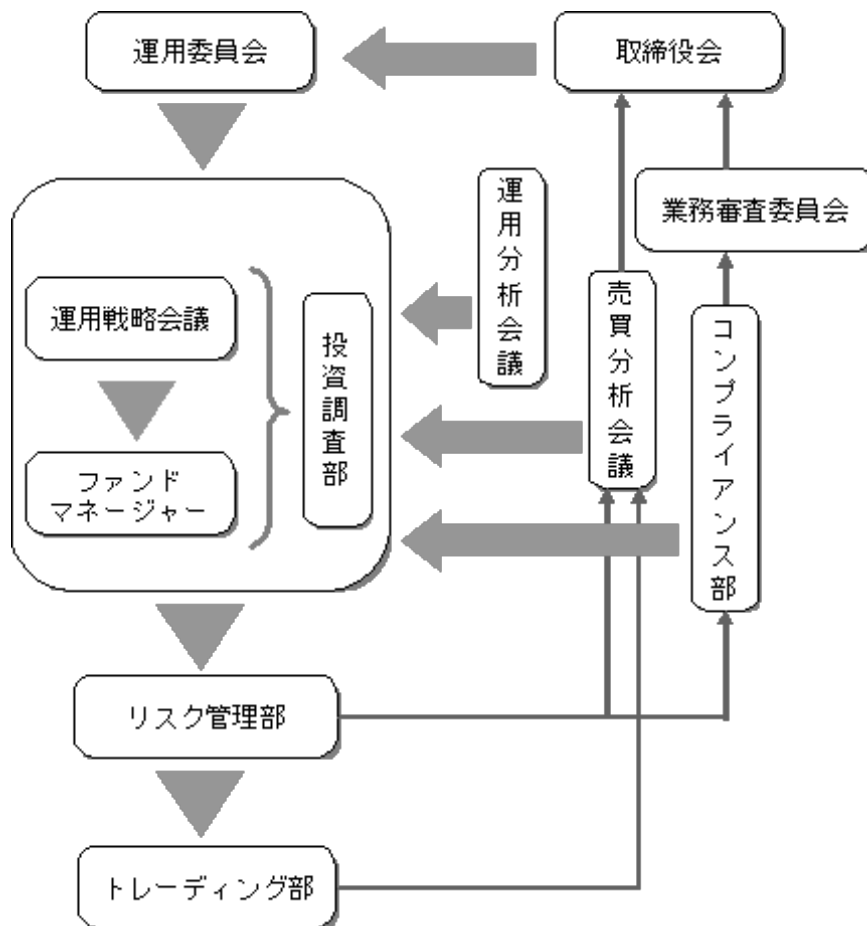 運用委員会
取締役会
運用分析会議
業務審査委員会
運用戦略会議
投資調査部
売買分析会議
コンプライアンス部
ファンド
マネージャー
リスク管理部
トレーディング部